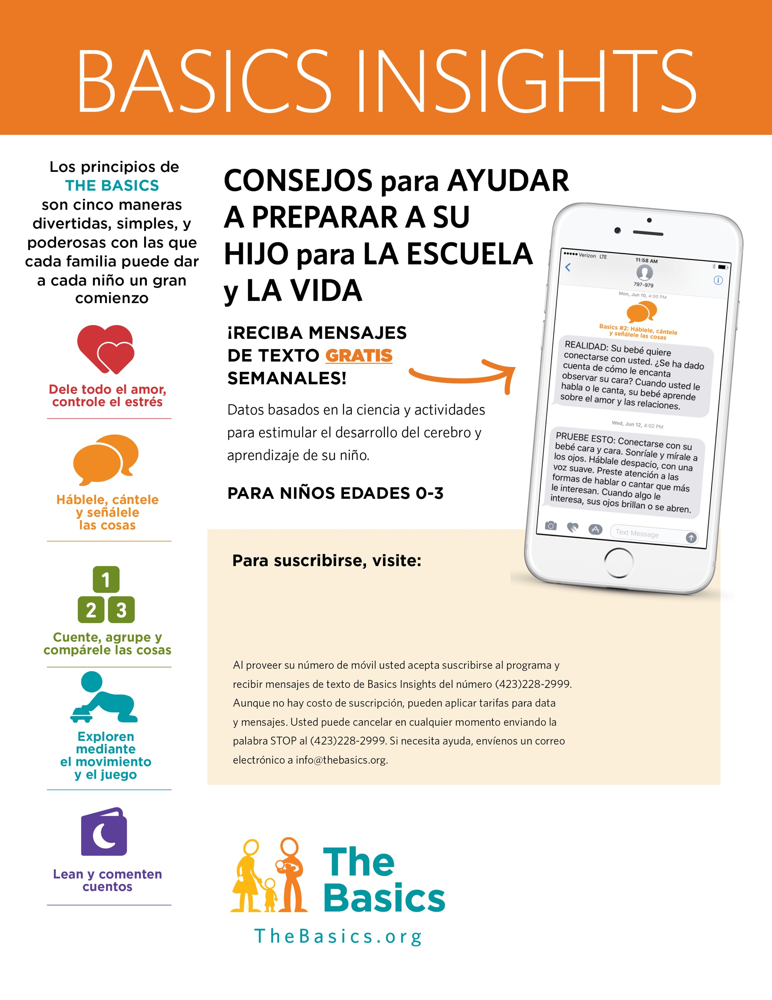 BASICS INSIGHTS
Los principios de
THE BASICS
son cinco maneras
divertidas, simples, y
poderosas con las que
cada familia puede dar
a cada niño un gran
comienzo
Dele todo el amor,
controle el estrés
Háblele, cántele
y señálele
las cosas
1
2 3
Cuente, agrupe y
compárele las cosas
Exploren
mediante
el movimiento
y el juego
Lean y comenten
cuentos
CONSEJOS para AYUDAR
A PREPARAR A SU
HIJO para LA ESCUELA
y LA VIDA
¡RECIBA MENSAJES
DE TEXTO GRATIS
SEMANALES!
Datos basados en la ciencia y actividades
para estimular el desarrollo del cerebro y
aprendizaje de su niño.
PARA NIÑOS EDADES 0-3
Verizon LTE
11:58 AM
797-979
Mon, Jun 10, 4:00 PM
Basics #2: Háblele, cántele
y señálele las cosas
REALIDAD: Su bebé quiere
conectarse con usted. ¿Se ha dado
cuenta de cómo le encanta
observar su cara? Cuando usted le
habla o le canta, su bebé aprende
sobre el amor y las relaciones.
Wed, Jun 12, 4:02 PM
PRUEBE ESTO: Conectarse con su
bebé cara y cara. Sonríale y mírale a
los ojos. Háblale despacio, con una
voz suave. Preste atención a las
formas de hablar o cantar que más
le interesan. Cuando algo le
interesa, sus ojos brillan o se abren.
Text Message
Para suscribirse, visite:
Al proveer su número de móvil usted acepta suscribirse al programa y
recibir mensajes de texto de Basics Insights del número (423)228-2999.
Aunque no hay costo de suscripción, pueden aplicar tarifas para data
y mensajes. Usted puede cancelar en cualquier momento enviando la
palabra STOP al (423)228-2999. Si necesita ayuda, envíenos un correo
electrónico a info@thebasics.org.
The
Basics
TheBasics.org